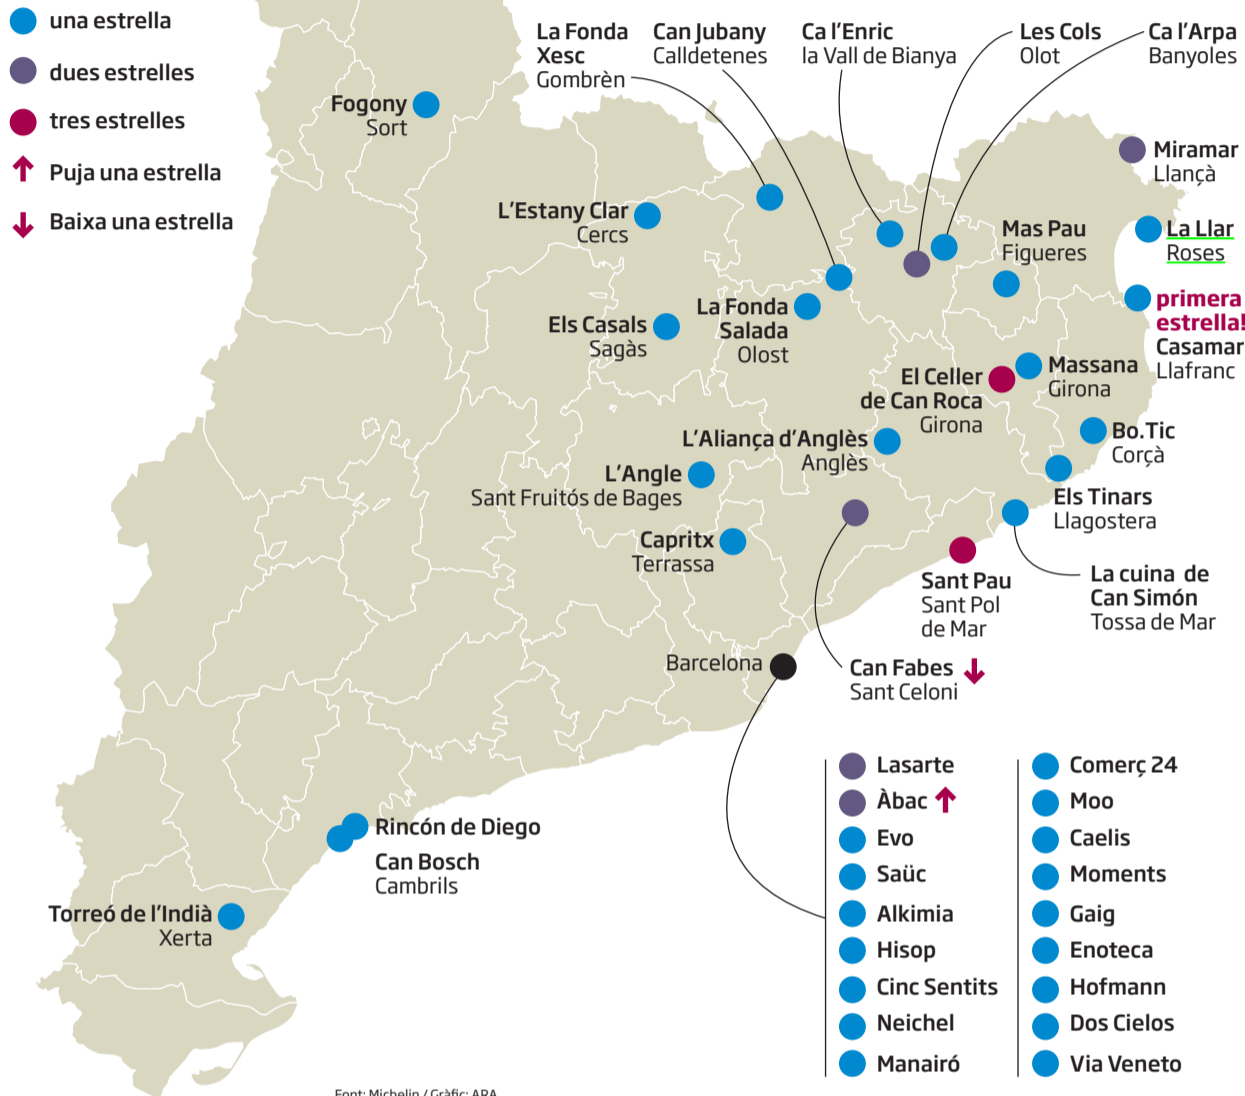 una estrella
dues estrelles
tres estrelles
Puja una estrella
Baixa una estrella
La Fonda
Xesc
Gombrèn
Can Jubany
Calldetenes
Ca l'Enric
la Vall de Bianya
Les Cols
Olot
Ca l'Arpa
Banyoles
Fogony
Sort
Miramar
Llançà
L'Estany Clar
Cercs
Mas Pau
Figueres
La Llar
Roses
primera
estrella!
Casamar
Llafranc
La Fonda
Salada
Olost
Els Casals
Sagàs
El Celler
de Can Roca
Girona
Massana
Girona
L'Aliança d'Anglès
Anglès
Bo.Tic
Corçà
L'Angle
Sant Fruitós de Bages
Els Tinars
Llagostera
Capritx
Terrassa
Sant Pau
Sant Pol
de Mar
La cuina de
Can Simón
Tossa de Mar
Barcelona
Can Fabes
Sant Celoni
Lasarte
Àbac
Evo
Saüc
Alkimia
Hisop
Cinc Sentits
Neichel
Manairó
Comerç 24
Moo
Caelis
Moments
Gaig
Enoteca
Hofmann
Dos Cielos
Via Veneto
Rincón de Diego
Can Bosch
Cambrils
Torreó de l'Indià
Xerta
Font: Michelin / Gràfic: ARA